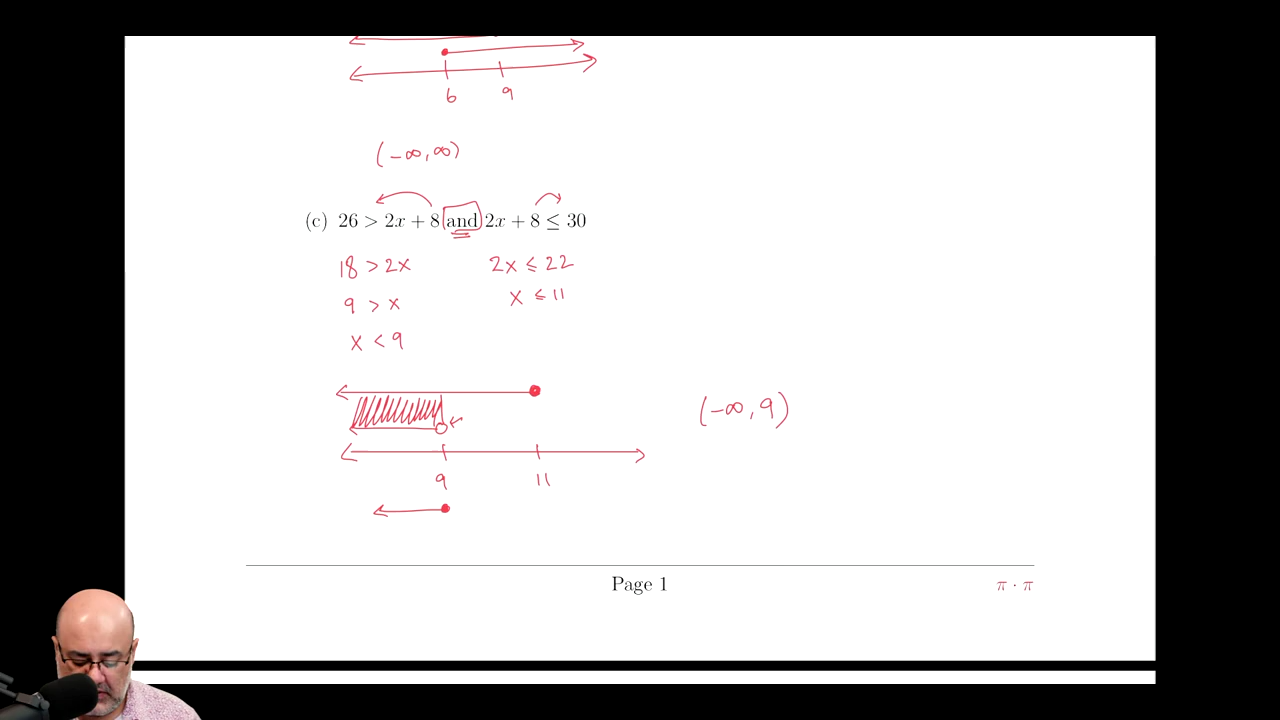 6 9
(-∞, ∞)
(c) 26 > 2x + 8 and 2x + 8 ≤ 30
18 > 2x 2x ≤ 22
9 > x x ≤ 11
x < 9
(-∞, 9)
9 11
Page 1 π · π